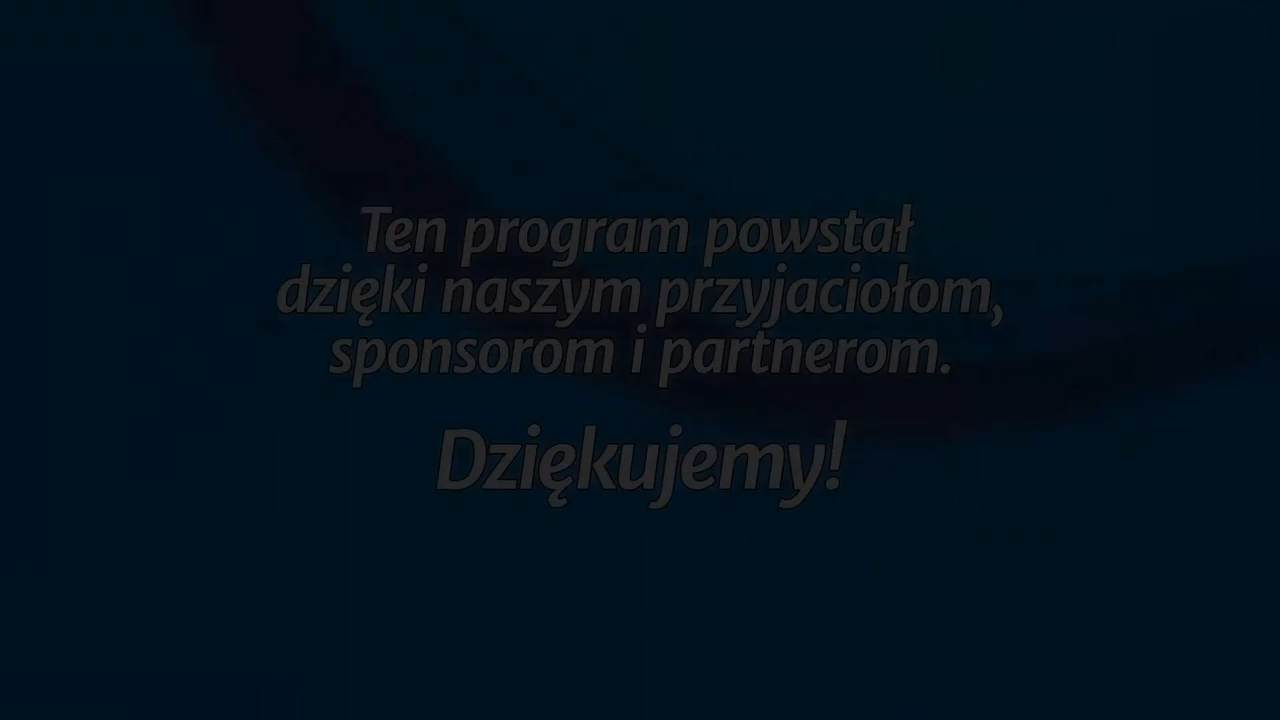 Ten program powstał
dzięki naszym przyjaciołom,
sponsorom i partnerom.
Dziękujemy!